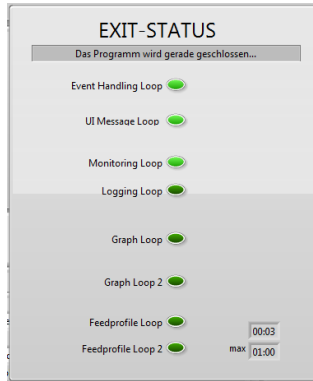 EXIT-STATUS
Das Programm wird gerade geschlossen...
Event Handling Loop
UI Message Loop
Monitoring Loop
Logging Loop
Graph Loop
Graph Loop 2
Feedprofile Loop
00:03
Feedprofile Loop 2
max 01:00